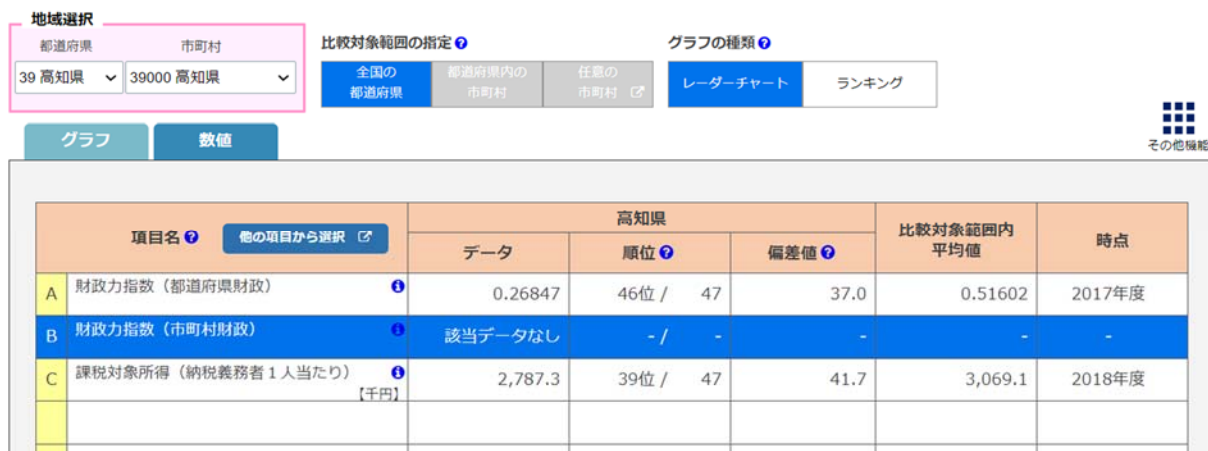 地域選択
都道府県 市町村
39 高知県 39000 高知県
比較対象範囲の指定 ?
全国の
都道府県
都道府県内の
市町村
任意の
市町村
グラフの種類 ?
レーダーチャート ランキング
その他機能
グラフ 数値
項目名 ? 他の項目から選択
高知県
データ 順位 ? 偏差値 ?
比較対象範囲内
平均値
時点
A 財政力指数（都道府県財政） i 0.26847 46位 / 47 37.0 0.51602 2017年度
B 財政力指数（市町村財政） i 該当データなし - / - - - -
C 課税対象所得（納税義務者１人当たり） i 2,787.3 39位 / 47 41.7 3,069.1 2018年度
【千円】